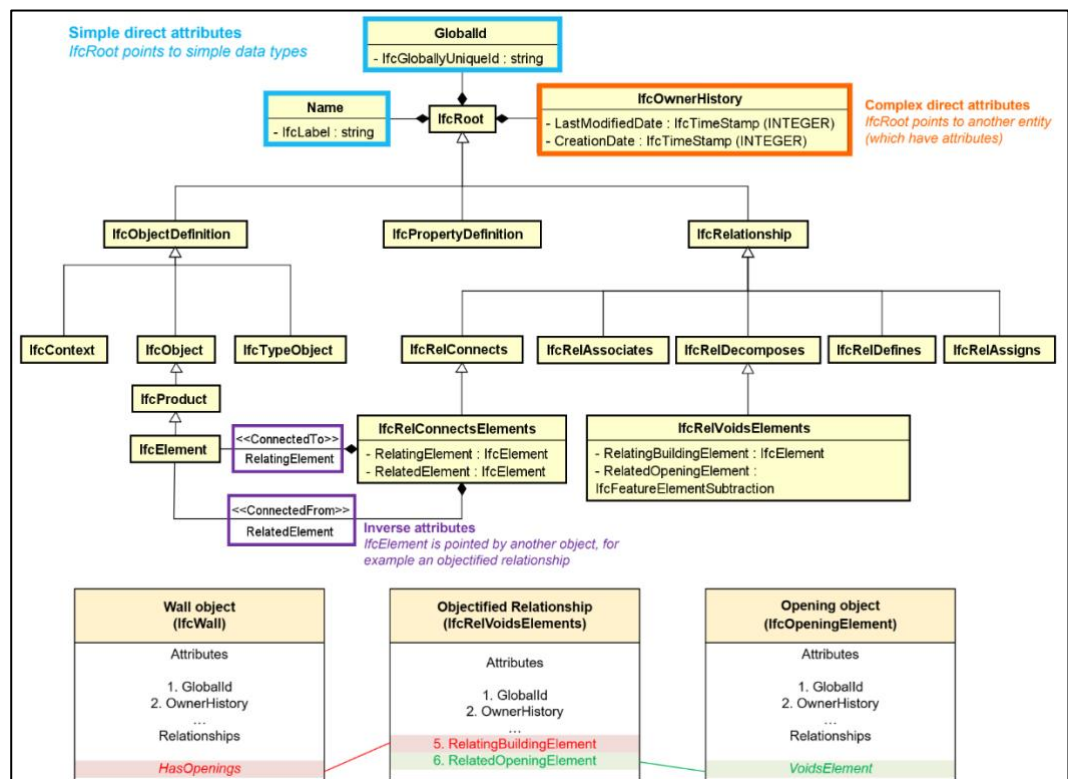 Simple direct attributes
IfcRoot points to simple data types
GlobalId
- IfcGloballyUniqueId : string
Name
- IfcLabel : string
IfcRoot
IfcOwnerHistory
- LastModifiedDate : IfcTimeStamp (INTEGER)
- CreationDate : IfcTimeStamp (INTEGER)
Complex direct attributes
IfcRoot points to another entity
(which have attributes)
IfcObjectDefinition
IfcPropertyDefinition
IfcRelationship
IfcContext
IfcObject
IfcTypeObject
IfcRelConnects
IfcRelAssociates
IfcRelDecomposes
IfcRelDefines
IfcRelAssigns
IfcProduct
IfcElement
<<ConnectedTo>>
RelatingElement
IfcRelConnectsElements
- RelatingElement : IfcElement
- RelatedElement : IfcElement
IfcRelVoidsElements
- RelatingBuildingElement : IfcElement
- RelatedOpeningElement :
IfcFeatureElementSubtraction
<<ConnectedFrom>>
RelatedElement
Inverse attributes
IfcElement is pointed by another object, for
example an objectified relationship
Wall object
(IfcWall)
Attributes
1. GlobalId
2. OwnerHistory
...
Relationships
HasOpenings
Objectified Relationship
(IfcRelVoidsElements)
Attributes
1. GlobalId
2. OwnerHistory
...
5. RelatingBuildingElement
6. RelatedOpeningElement
Opening object
(IfcOpeningElement)
Attributes
1. GlobalId
2. OwnerHistory
...
Relationships
VoidsElement